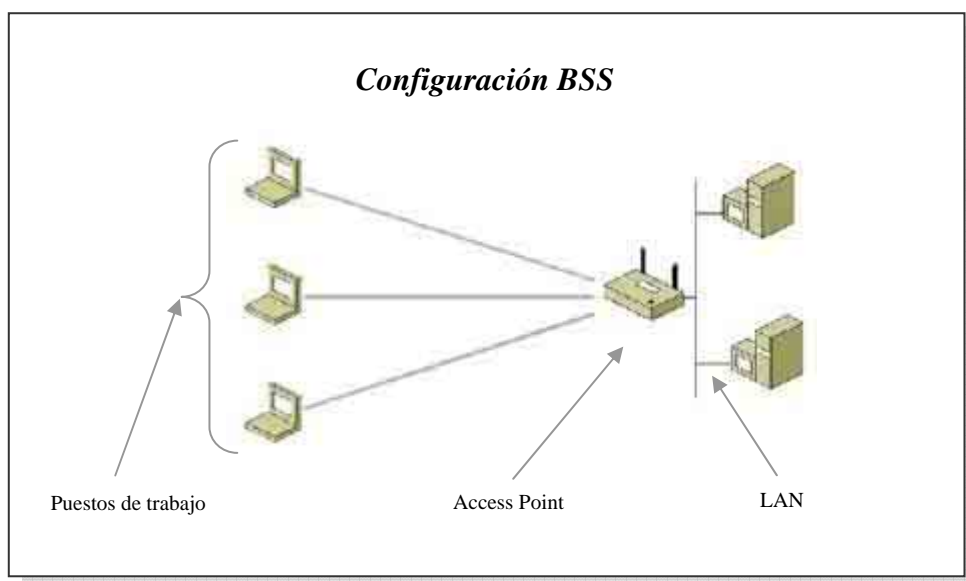 Configuración BSS
Puestos de trabajo
Access Point
LAN